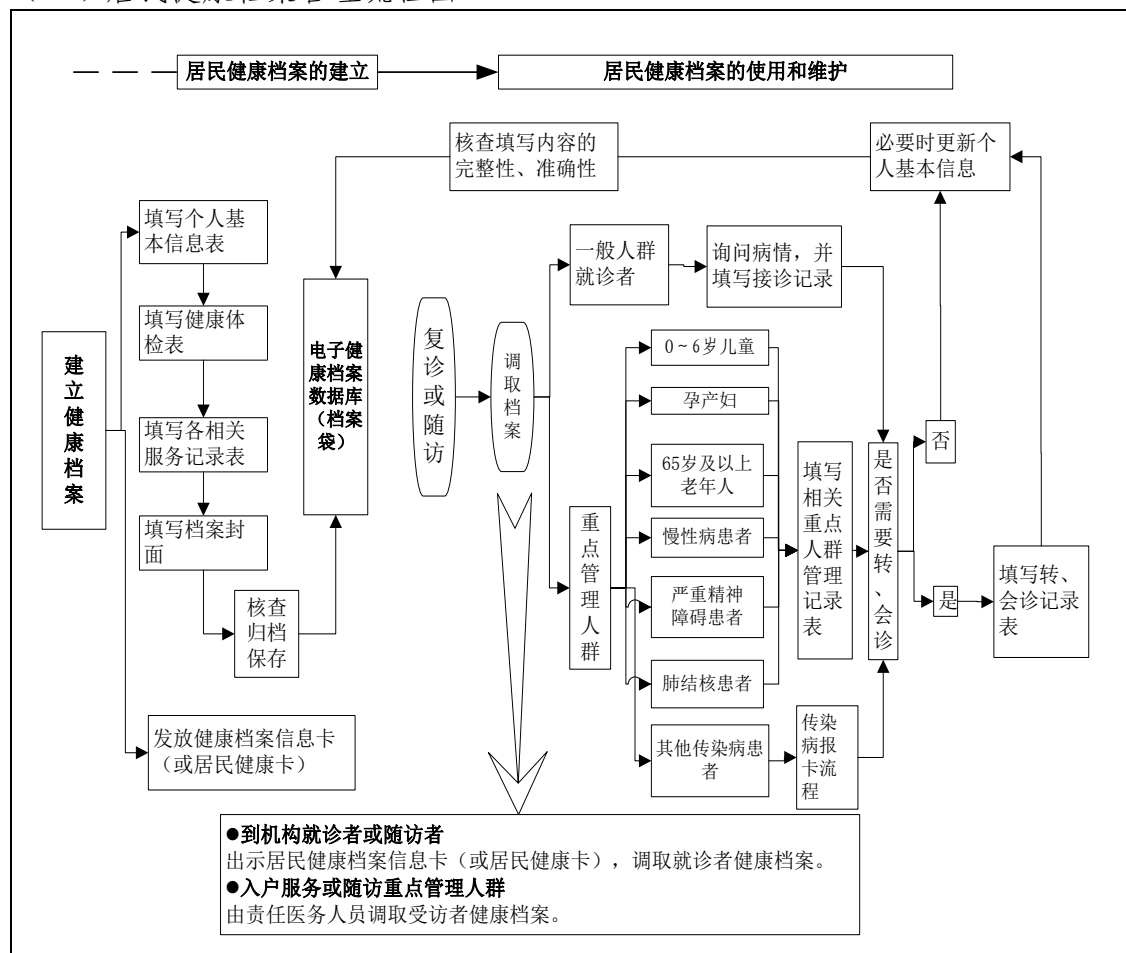 居民健康档案的建立
居民健康档案的使用和维护
核查填写内容的
完整性、准确性
必要时更新个
人基本信息
填写个人基
本信息表
填写健康体
检表
填写各相关
服务记录表
填写档案封
面
核查
归档
保存
建立健康档案
发放健康档案信息卡
（或居民健康卡）
电子健
康档案
数据库
（档案
袋）
复诊或随访
调取档案
一般人群
就诊者
询问病情，并
填写接诊记录
重点管理人群
0～6岁儿童
孕产妇
65岁及以上
老年人
慢性病患者
严重精神
障碍患者
肺结核患者
其他传染病患
者
填写
相关
重点
人群
管理
记录
表
传染
病报
卡流
程
是否需要转、会诊
否
是
填写转、
会诊记录
表
●到机构就诊者或随访者
出示居民健康档案信息卡（或居民健康卡），调取就诊者健康档案。
●入户服务或随访重点管理人群
由责任医务人员调取受访者健康档案。